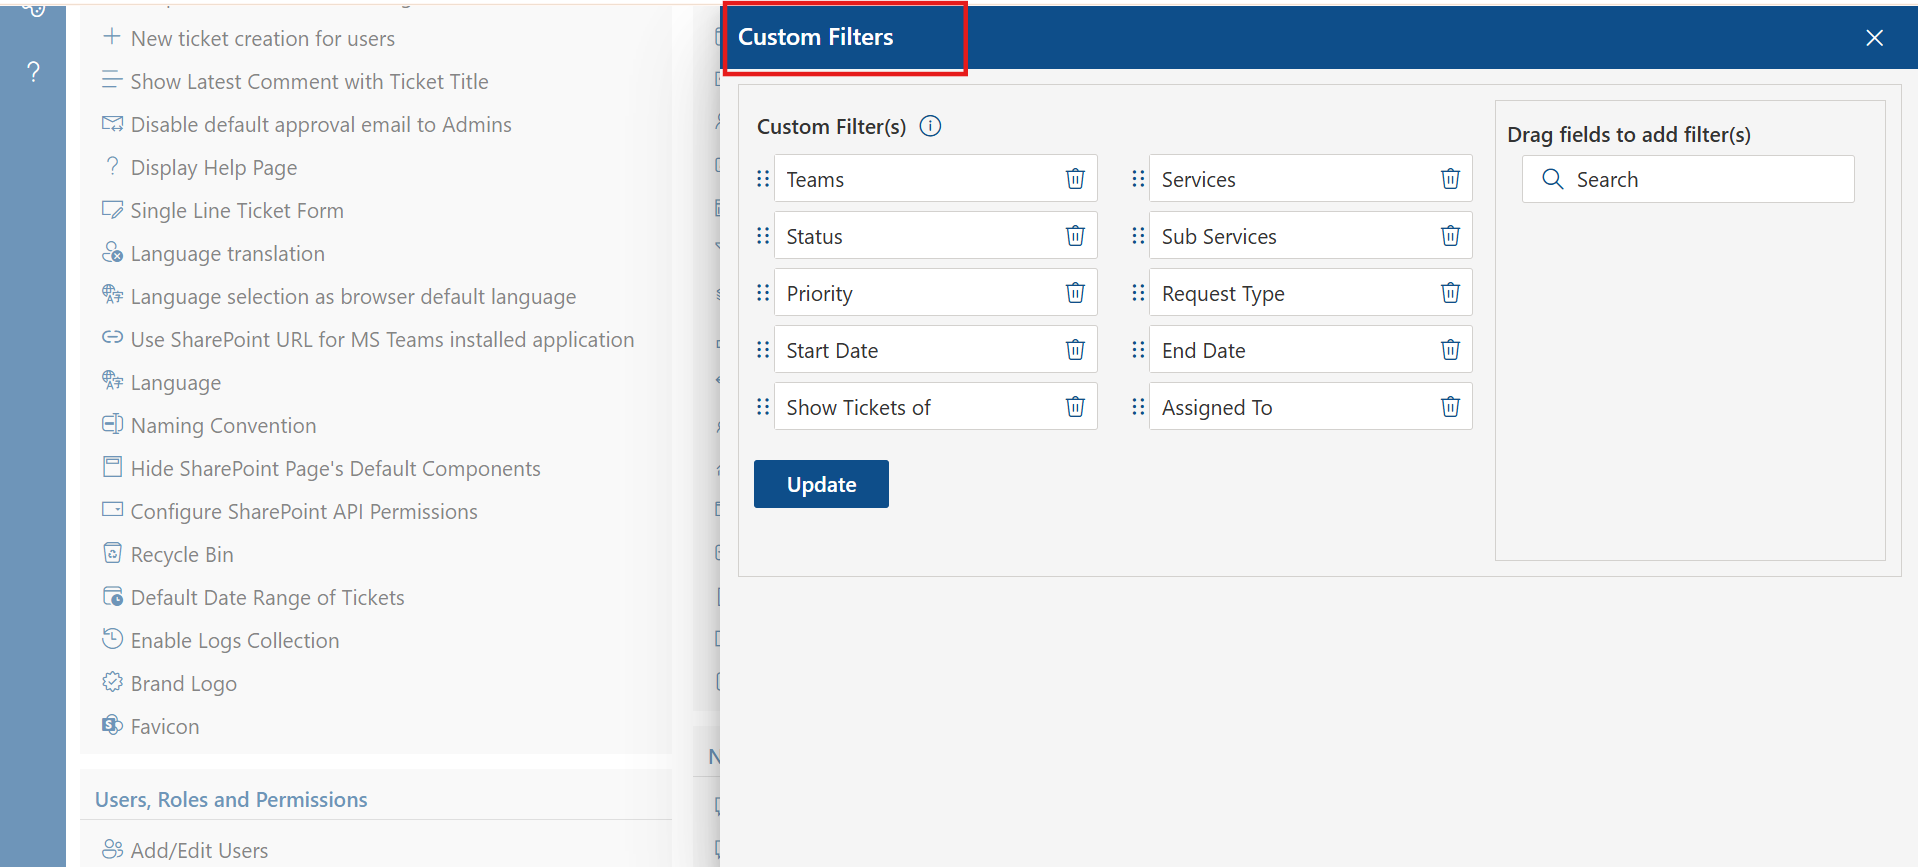 New ticket creation for users
Show Latest Comment with Ticket Title
Disable default approval email to Admins
Display Help Page
Single Line Ticket Form
Language translation
Language selection as browser default language
Use SharePoint URL for MS Teams installed application
Language
Naming Convention
Hide SharePoint Page's Default Components
Configure SharePoint API Permissions
Recycle Bin
Default Date Range of Tickets
Enable Logs Collection
Brand Logo
Favicon
Users, Roles and Permissions
Add/Edit Users
Custom Filters
Custom Filter(s)
Teams
Services
Status
Sub Services
Priority
Request Type
Start Date
End Date
Show Tickets of
Assigned To
Update
Drag fields to add filter(s)
Search